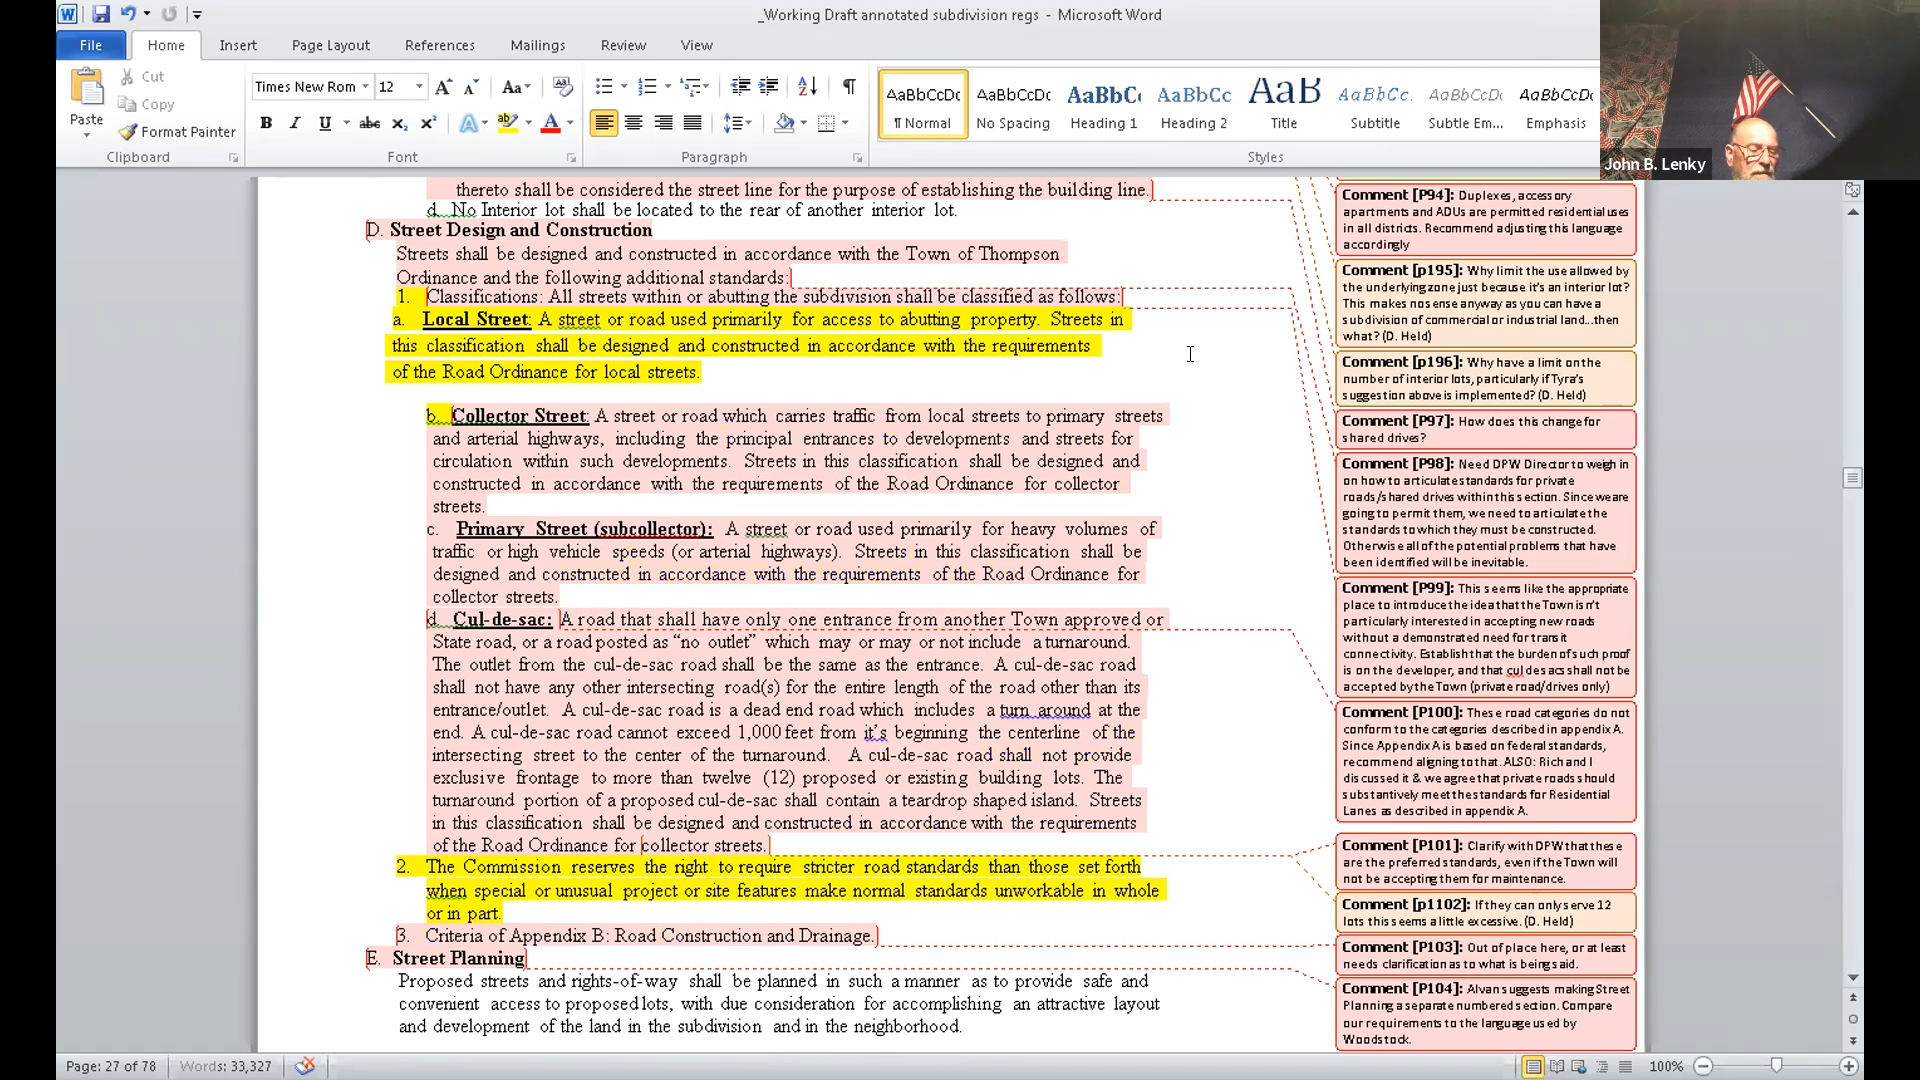 _Working Draft annotated subdivision regs - Microsoft Word
File Home Insert Page Layout References Mailings Review View
Paste
Cut
Copy
Format Painter
Clipboard
Times New Rom 12
Font
Paragraph
AaBbCcDc AaBbCcDc AaBbC AaBbCc AaB AaBbCc. AaBbCcDc AaBbCcDc
¶ Normal No Spacing Heading 1 Heading 2 Title Subtitle Subtle Em... Emphasis
Styles
John B. Lenky
thereto shall be considered the street line for the purpose of establishing the building line.
d. No Interior lot shall be located to the rear of another interior lot.
D. Street Design and Construction
Streets shall be designed and constructed in accordance with the Town of Thompson
Ordinance and the following additional standards:
1. Classifications: All streets within or abutting the subdivision shall be classified as follows:
a. Local Street: A street or road used primarily for access to abutting property. Streets in
this classification shall be designed and constructed in accordance with the requirements
of the Road Ordinance for local streets.
b. Collector Street: A street or road which carries traffic from local streets to primary streets
and arterial highways, including the principal entrances to developments and streets for
circulation within such developments. Streets in this classification shall be designed and
constructed in accordance with the requirements of the Road Ordinance for collector
streets.
c. Primary Street (subcollector): A street or road used primarily for heavy volumes of
traffic or high vehicle speeds (or arterial highways). Streets in this classification shall be
designed and constructed in accordance with the requirements of the Road Ordinance for
collector streets.
d. Cul-de-sac: A road that shall have only one entrance from another Town approved or
State road, or a road posted as “no outlet” which may or may or not include a turnaround.
The outlet from the cul-de-sac road shall be the same as the entrance. A cul-de-sac road
shall not have any other intersecting road(s) for the entire length of the road other than its
entrance/outlet. A cul-de-sac road is a dead end road which includes a turn around at the
end. A cul-de-sac road cannot exceed 1,000 feet from it’s beginning the centerline of the
intersecting street to the center of the turnaround. A cul-de-sac road shall not provide
exclusive frontage to more than twelve (12) proposed or existing building lots. The
turnaround portion of a proposed cul-de-sac shall contain a teardrop shaped island. Streets
in this classification shall be designed and constructed in accordance with the requirements
of the Road Ordinance for collector streets.
2. The Commission reserves the right to require stricter road standards than those set forth
when special or unusual project or site features make normal standards unworkable in whole
or in part.
3. Criteria of Appendix B: Road Construction and Drainage.
E. Street Planning
Proposed streets and rights-of-way shall be planned in such a manner as to provide safe and
convenient access to proposed lots, with due consideration for accomplishing an attractive layout
and development of the land in the subdivision and in the neighborhood.
Comment [P94]: Duplexes, accessory
apartments and ADUs are permitted residential uses
in all districts. Recommend adjusting this language
accordingly
Comment [p195]: Why limit the use allowed by
the underlying zone just because it's an interior lot?
This makes no sense anyway as you can have a
subdivision of commercial or industrial land...then
what? (D. Held)
Comment [p196]: Why have a limit on the
number of interior lots, particularly if Tyra's
suggestion above is implemented? (D. Held)
Comment [P97]: How does this change for
shared drives?
Comment [P98]: Need DPW Director to weigh in
on how to articulate standards for private
roads/shared drives within this section. Since we are
going to permit them, we need to articulate the
standards to which they must be constructed.
Otherwise all of the potential problems that have
been identified will be inevitable.
Comment [P99]: This seems like the appropriate
place to introduce the idea that the Town isn't
particularly interested in accepting new roads
without a demonstrated need for transit
connectivity. Establish that the burden of such proof
is on the developer, and that cul de sacs shall not be
accepted by the Town (private road/drives only)
Comment [P100]: These road categories do not
conform to the categories described in appendix A.
Since Appendix A is based on federal standards,
recommend aligning to that. ALSO: Rich and I
discussed it & we agree that private roads should
substantively meet the standards for Residential
Lanes as described in appendix A.
Comment [P101]: Clarify with DPW that these
are the preferred standards, even if the Town will
not be accepting them for maintenance.
Comment [p1102]: If they can only serve 12
lots this seems a little excessive. (D. Held)
Comment [P103]: Out of place here, or at least
needs clarification as to what is being said.
Comment [P104]: Alvan suggests making Street
Planning a separate numbered section. Compare
our requirements to the language used by
Woodstock.
Page: 27 of 78 Words: 33,327 100%